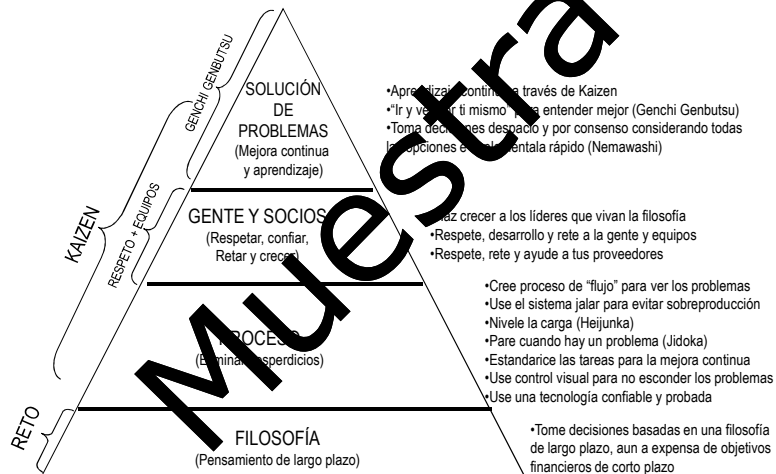 GENCHI GENBUTSU
KAIZEN
RESPETO + EQUIPOS
RETO
SOLUCIÓN
DE
PROBLEMAS
(Mejora continua
y aprendizaje)
GENTE Y SOCIOS
(Respetar, confiar,
Retar y crecer)
PROCESO
FILOSOFÍA
(Pensamiento de largo plazo)
•Aprendizaje continuo a través de Kaizen
•“Ir y ver por ti mismo” para entender mejor (Genchi Genbutsu)
•Toma decisiones despacio y por consenso considerando todas
opciones e impleméntala rápido (Nemawashi)
crecer a los líderes que vivan la filosofía
•Respete, desarrollo y rete a la gente y equipos
•Respete, rete y ayude a tus proveedores
•Cree proceso de “flujo” para ver los problemas
•Use el sistema jalar para evitar sobreproducción
•Nivele la carga (Heijunka)
•Pare cuando hay un problema (Jidoka)
•Estandarice las tareas para la mejora continua
•Use control visual para no esconder los problemas
•Use una tecnología confiable y probada
•Tome decisiones basadas en una filosofía
de largo plazo, aun a expensa de objetivos
financieros de corto plazo
Muestra